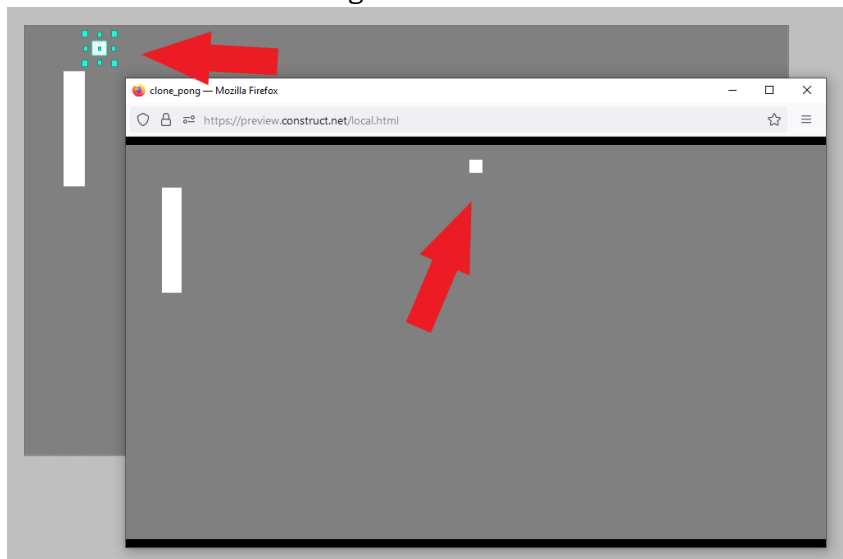 clone_pong — Mozilla Firefox
https://preview.construct.net/local.html